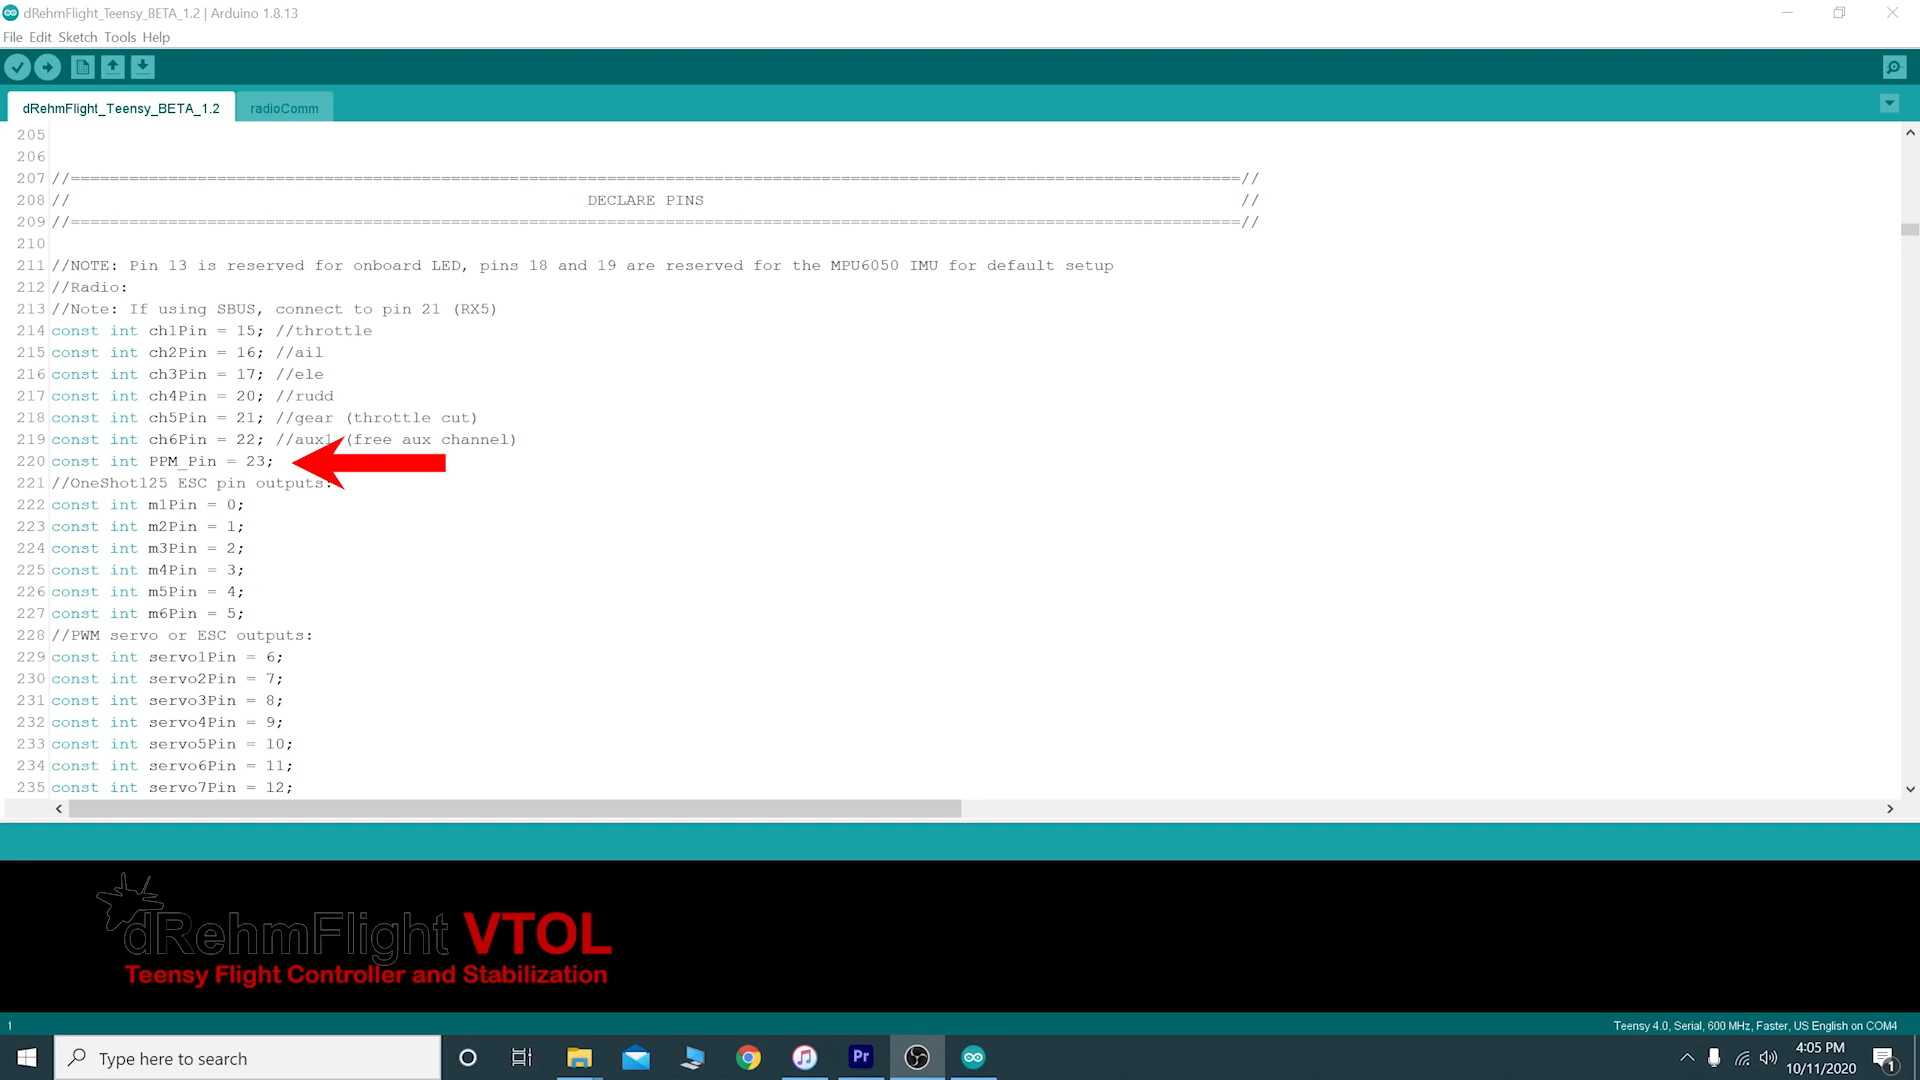 dRehmFlight_Teensy_BETA_1.2 | Arduino 1.8.13
File Edit Sketch Tools Help
dRehmFlight_Teensy_BETA_1.2 radioComm
205
206
207 //========================================================================================================================//
208 // DECLARE PINS //
209 //========================================================================================================================//
210
211 //NOTE: Pin 13 is reserved for onboard LED, pins 18 and 19 are reserved for the MPU6050 IMU for default setup
212 //Radio:
213 //Note: If using SBUS, connect to pin 21 (RX5)
214 const int ch1Pin = 15; //throttle
215 const int ch2Pin = 16; //ail
216 const int ch3Pin = 17; //ele
217 const int ch4Pin = 20; //rudd
218 const int ch5Pin = 21; //gear (throttle cut)
219 const int ch6Pin = 22; //aux1 (free aux channel)
220 const int PPM_Pin = 23;
221 //OneShot125 ESC pin outputs:
222 const int m1Pin = 0;
223 const int m2Pin = 1;
224 const int m3Pin = 2;
225 const int m4Pin = 3;
226 const int m5Pin = 4;
227 const int m6Pin = 5;
228 //PWM servo or ESC outputs:
229 const int servo1Pin = 6;
230 const int servo2Pin = 7;
231 const int servo3Pin = 8;
232 const int servo4Pin = 9;
233 const int servo5Pin = 10;
234 const int servo6Pin = 11;
235 const int servo7Pin = 12;
dRehmFlight VTOL
Teensy Flight Controller and Stabilization
1 Teensy 4.0, Serial, 600 MHz, Faster, US English on COM4
Type here to search
Pr
4:05 PM
10/11/2020
1